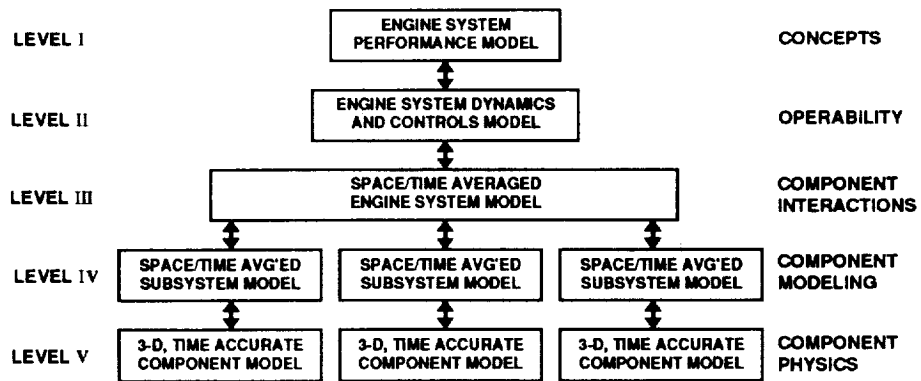 LEVEL I
ENGINE SYSTEM
PERFORMANCE MODEL
CONCEPTS
LEVEL II
ENGINE SYSTEM DYNAMICS
AND CONTROLS MODEL
OPERABILITY
LEVEL III
SPACE/TIME AVERAGED
ENGINE SYSTEM MODEL
COMPONENT
INTERACTIONS
LEVEL IV
SPACE/TIME AVG'ED
SUBSYSTEM MODEL
SPACE/TIME AVG'ED
SUBSYSTEM MODEL
SPACE/TIME AVG'ED
SUBSYSTEM MODEL
COMPONENT
MODELING
LEVEL V
3-D, TIME ACCURATE
COMPONENT MODEL
3-D, TIME ACCURATE
COMPONENT MODEL
3-D, TIME ACCURATE
COMPONENT MODEL
COMPONENT
PHYSICS